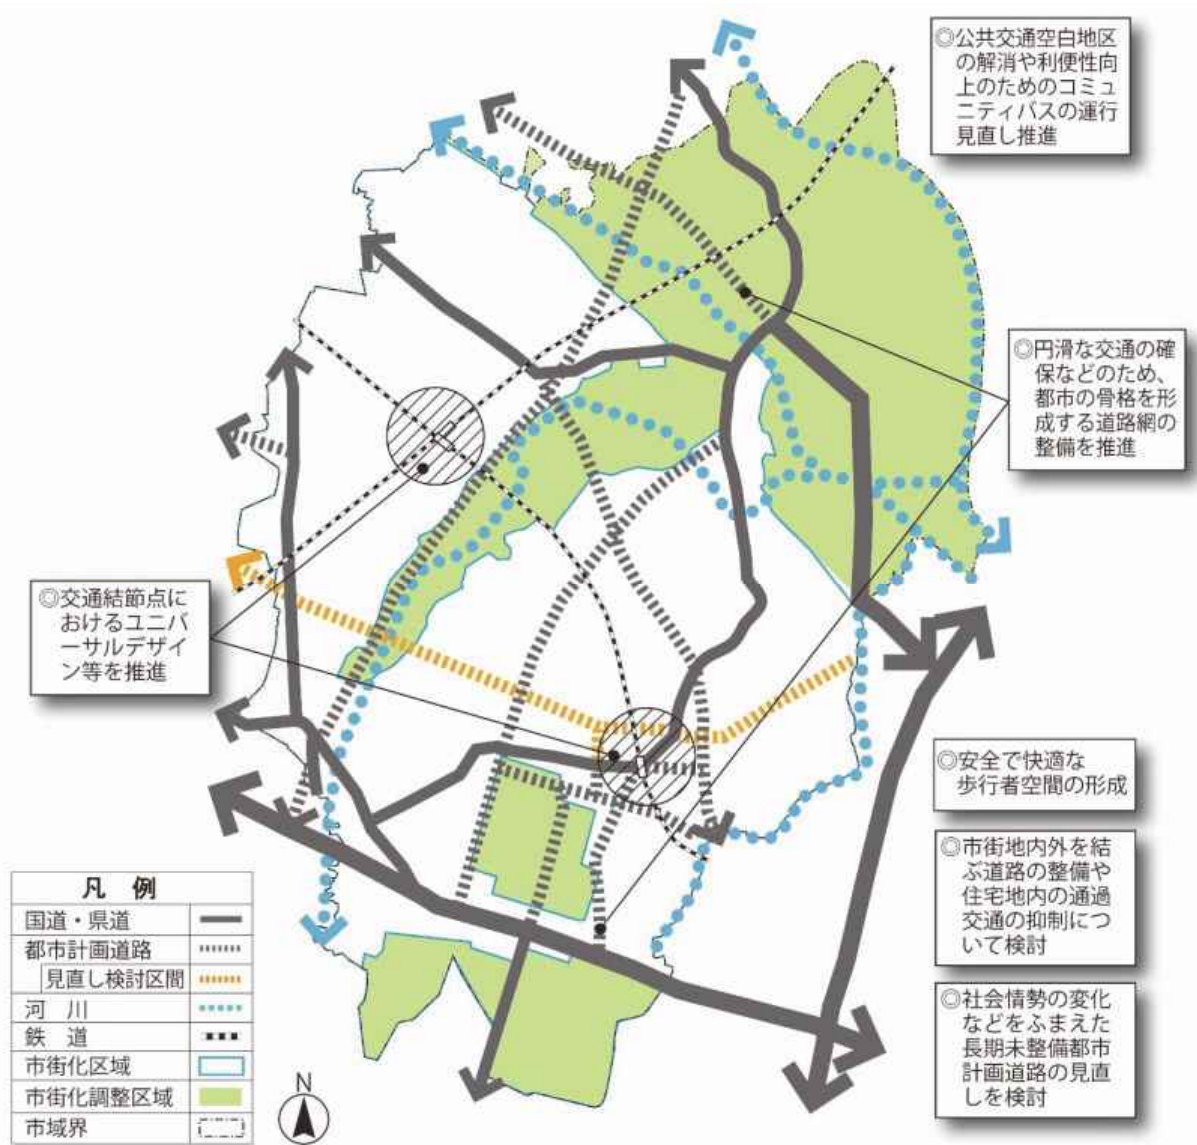 ◎公共交通空白地区
の解消や利便性向
上のためのコミュ
ニティバスの運行
見直し推進
◎円滑な交通の確
保などのため、
都市の骨格を形
成する道路網の
整備を推進
◎交通結節点に
おけるユニバ
ーサルデザイ
ン等を推進
◎安全で快適な
歩行者空間の形成
◎市街地内外を結
ぶ道路の整備や
住宅地内の通過
交通の抑制につ
いて検討
◎社会情勢の変化
などをふまえた
長期未整備都市
計画道路の見直
しを検討
凡 例
国道・県道
都市計画道路
見直し検討区間
河 川
鉄 道
市街化区域
市街化調整区域
市域界
N